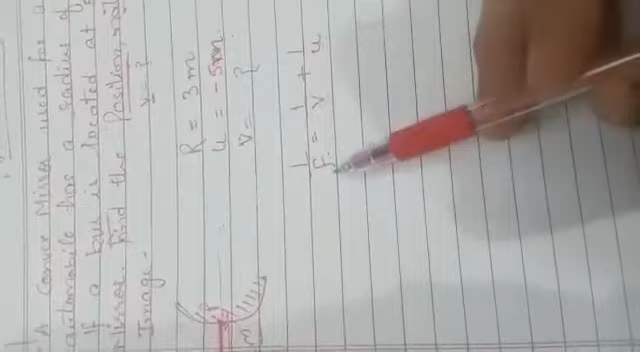 A Convex Mirror used for a
automobile has a radius of
If a bus is located at
Mirror. Find the Position,
Image.
v = ?
R = 3m
u = -5m.
v = ?
1/F = 1/v + 1/u
M